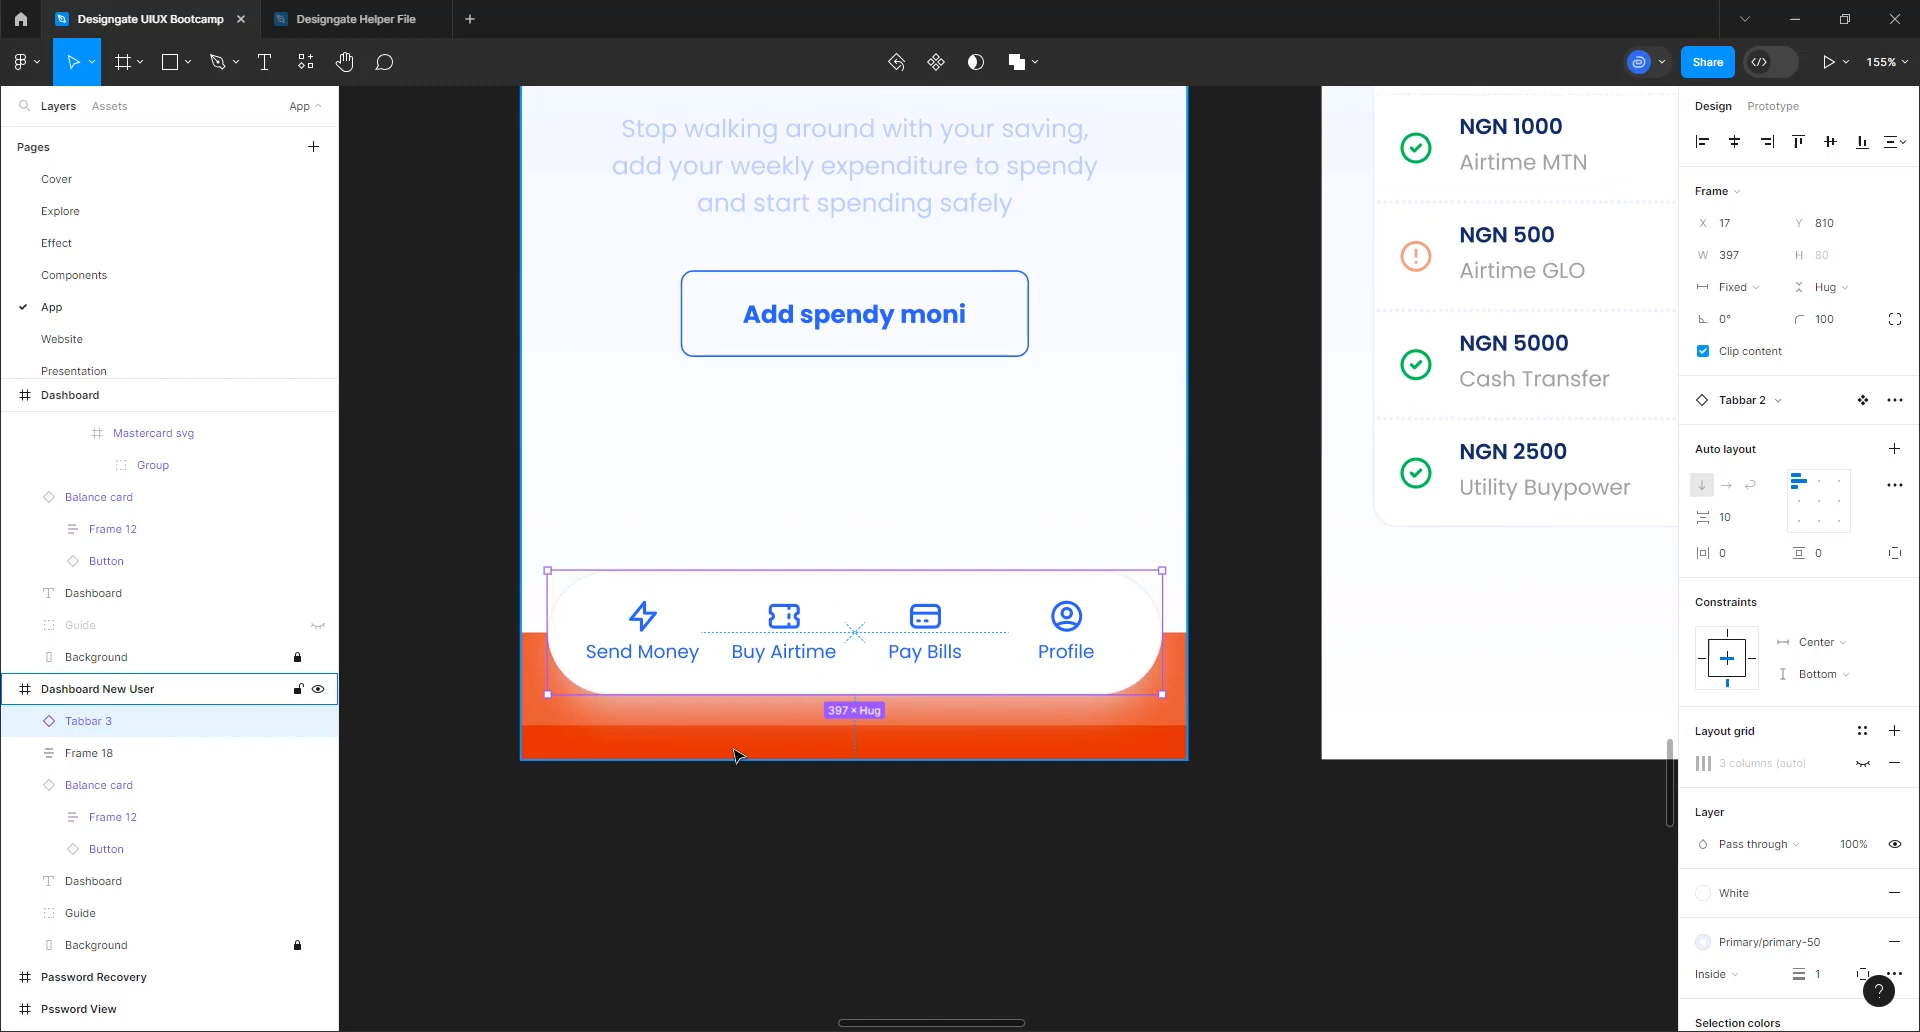 Designgate UIUX Bootcamp
Designgate Helper File
Share
155%
Layers
Assets
App
Pages
Cover
Explore
Effect
Components
App
Website
Presentation
Dashboard
Mastercard svg
Group
Balance card
Frame 12
Button
Dashboard
Guide
Background
Dashboard New User
Tabbar 3
Frame 18
Balance card
Frame 12
Button
Dashboard
Guide
Background
Password Recovery
Pssword View
Stop walking around with your saving,
add your weekly expenditure to spendy
and start spending safely
Add spendy moni
Send Money
Buy Airtime
Pay Bills
Profile
397 × Hug
NGN 1000
Airtime MTN
NGN 500
Airtime GLO
NGN 5000
Cash Transfer
NGN 2500
Utility Buypower
Design
Prototype
Frame
X 17
Y 810
W 397
H 80
Fixed
Hug
0°
100
Clip content
Tabbar 2
Auto layout
10
0
0
Constraints
Center
Bottom
Layout grid
3 columns (auto)
Layer
Pass through
100%
White
Primary/primary-50
Inside
1
?
Selection colors